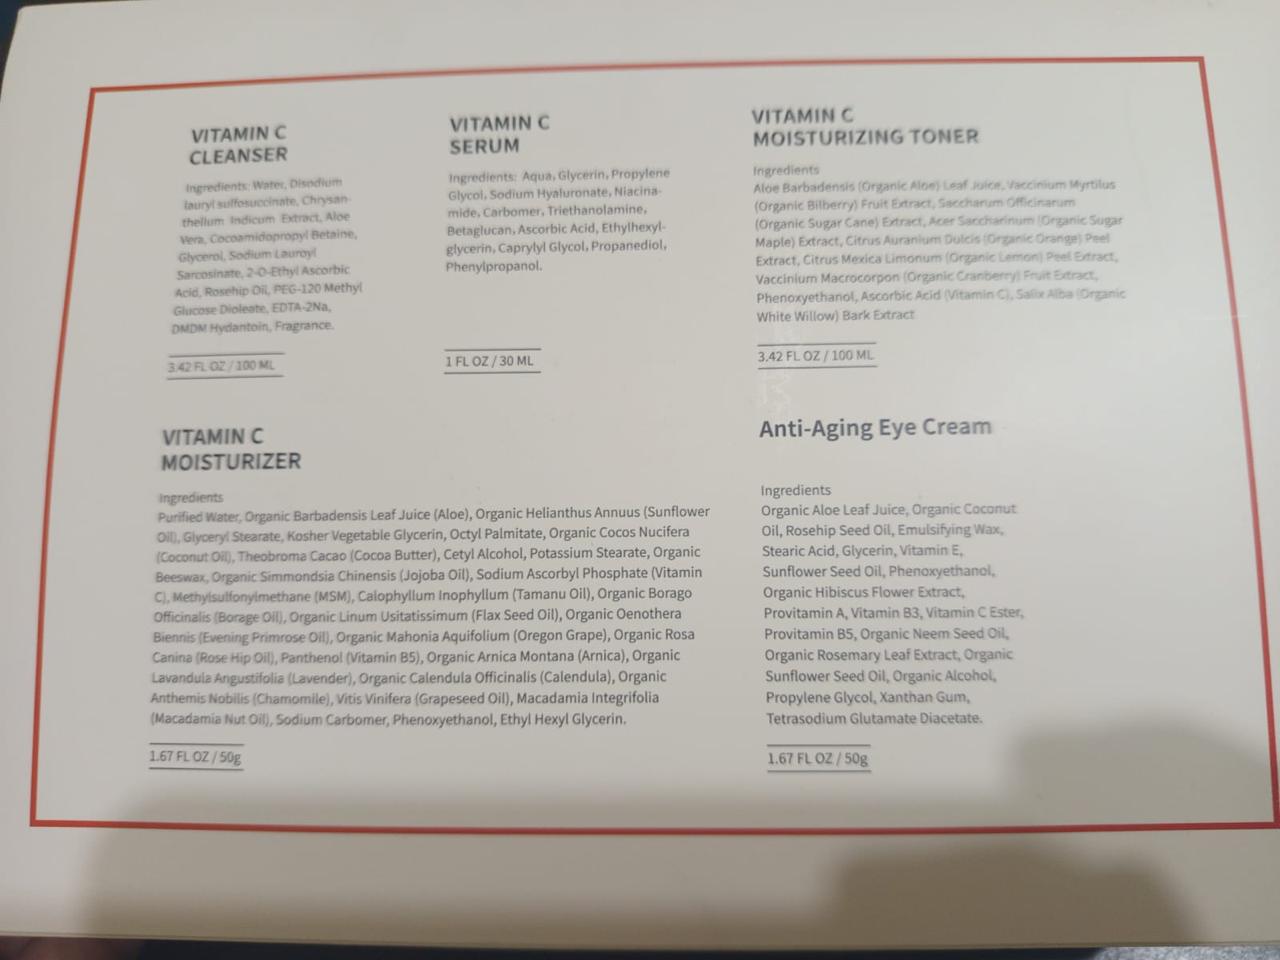 VITAMIN C
CLEANSER
Ingredients: Water, Disodium
lauryl sulfosuccinate, Chrysan-
thellum Indicum Extract, Aloe
Vera, Cocoamidopropyl Betaine,
Glycerol, Sodium Lauroyl
Sarcosinate, 2-O-Ethyl Ascorbic
Acid, Rosehip Oil, PEG-120 Methyl
Glucose Dioleate, EDTA-2Na,
DMDM Hydantoin, Fragrance.
3.42 FL OZ / 100 ML
VITAMIN C
SERUM
Ingredients: Aqua, Glycerin, Propylene
Glycol, Sodium Hyaluronate, Niacina-
mide, Carbomer, Triethanolamine,
Betaglucan, Ascorbic Acid, Ethylhexyl-
glycerin, Caprylyl Glycol, Propanediol,
Phenylpropanol.
1 FL OZ / 30 ML
VITAMIN C
MOISTURIZING TONER
Ingredients
Aloe Barbadensis (Organic Aloe) Leaf Juice, Vaccinium Myrtilus
(Organic Bilberry) Fruit Extract, Saccharum Officinarum
(Organic Sugar Cane) Extract, Acer Saccharinum (Organic Sugar
Maple) Extract, Citrus Auranium Dulcis (Organic Orange) Peel
Extract, Citrus Mexica Limonum (Organic Lemon) Peel Extract,
Vaccinium Macrocorpon (Organic Cranberry) Fruit Extract,
Phenoxyethanol, Ascorbic Acid (Vitamin C), Salix Alba (Organic
White Willow) Bark Extract
3.42 FL OZ / 100 ML
VITAMIN C
MOISTURIZER
Ingredients
Purified Water, Organic Barbadensis Leaf Juice (Aloe), Organic Helianthus Annuus (Sunflower
Oil), Glyceryl Stearate, Kosher Vegetable Glycerin, Octyl Palmitate, Organic Cocos Nucifera
(Coconut Oil), Theobroma Cacao (Cocoa Butter), Cetyl Alcohol, Potassium Stearate, Organic
Beeswax, Organic Simmondsia Chinensis (Jojoba Oil), Sodium Ascorbyl Phosphate (Vitamin
C), Methylsulfonylmethane (MSM), Calophyllum Inophyllum (Tamanu Oil), Organic Borago
Officinalis (Borage Oil), Organic Linum Usitatissimum (Flax Seed Oil), Organic Oenothera
Biennis (Evening Primrose Oil), Organic Mahonia Aquifolium (Oregon Grape), Organic Rosa
Canina (Rose Hip Oil), Panthenol (Vitamin B5), Organic Arnica Montana (Arnica), Organic
Lavandula Angustifolia (Lavender), Organic Calendula Officinalis (Calendula), Organic
Anthemis Nobilis (Chamomile), Vitis Vinifera (Grapeseed Oil), Macadamia Integrifolia
(Macadamia Nut Oil), Sodium Carbomer, Phenoxyethanol, Ethyl Hexyl Glycerin.
1.67 FL OZ / 50g
Anti-Aging Eye Cream
Ingredients
Organic Aloe Leaf Juice, Organic Coconut
Oil, Rosehip Seed Oil, Emulsifying Wax,
Stearic Acid, Glycerin, Vitamin E,
Sunflower Seed Oil, Phenoxyethanol,
Organic Hibiscus Flower Extract,
Provitamin A, Vitamin B3, Vitamin C Ester,
Provitamin B5, Organic Neem Seed Oil,
Organic Rosemary Leaf Extract, Organic
Sunflower Seed Oil, Organic Alcohol,
Propylene Glycol, Xanthan Gum,
Tetrasodium Glutamate Diacetate.
1.67 FL OZ / 50g